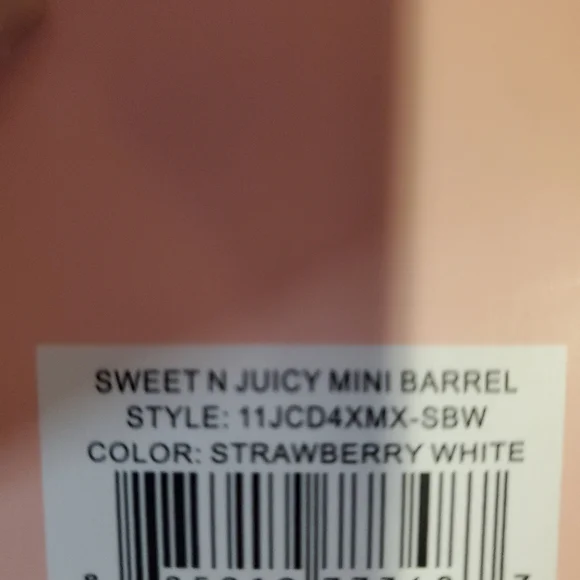 SWEET N JUICY MINI BARREL
STYLE: 11JCD4XMX-SBW
COLOR: STRAWBERRY WHITE